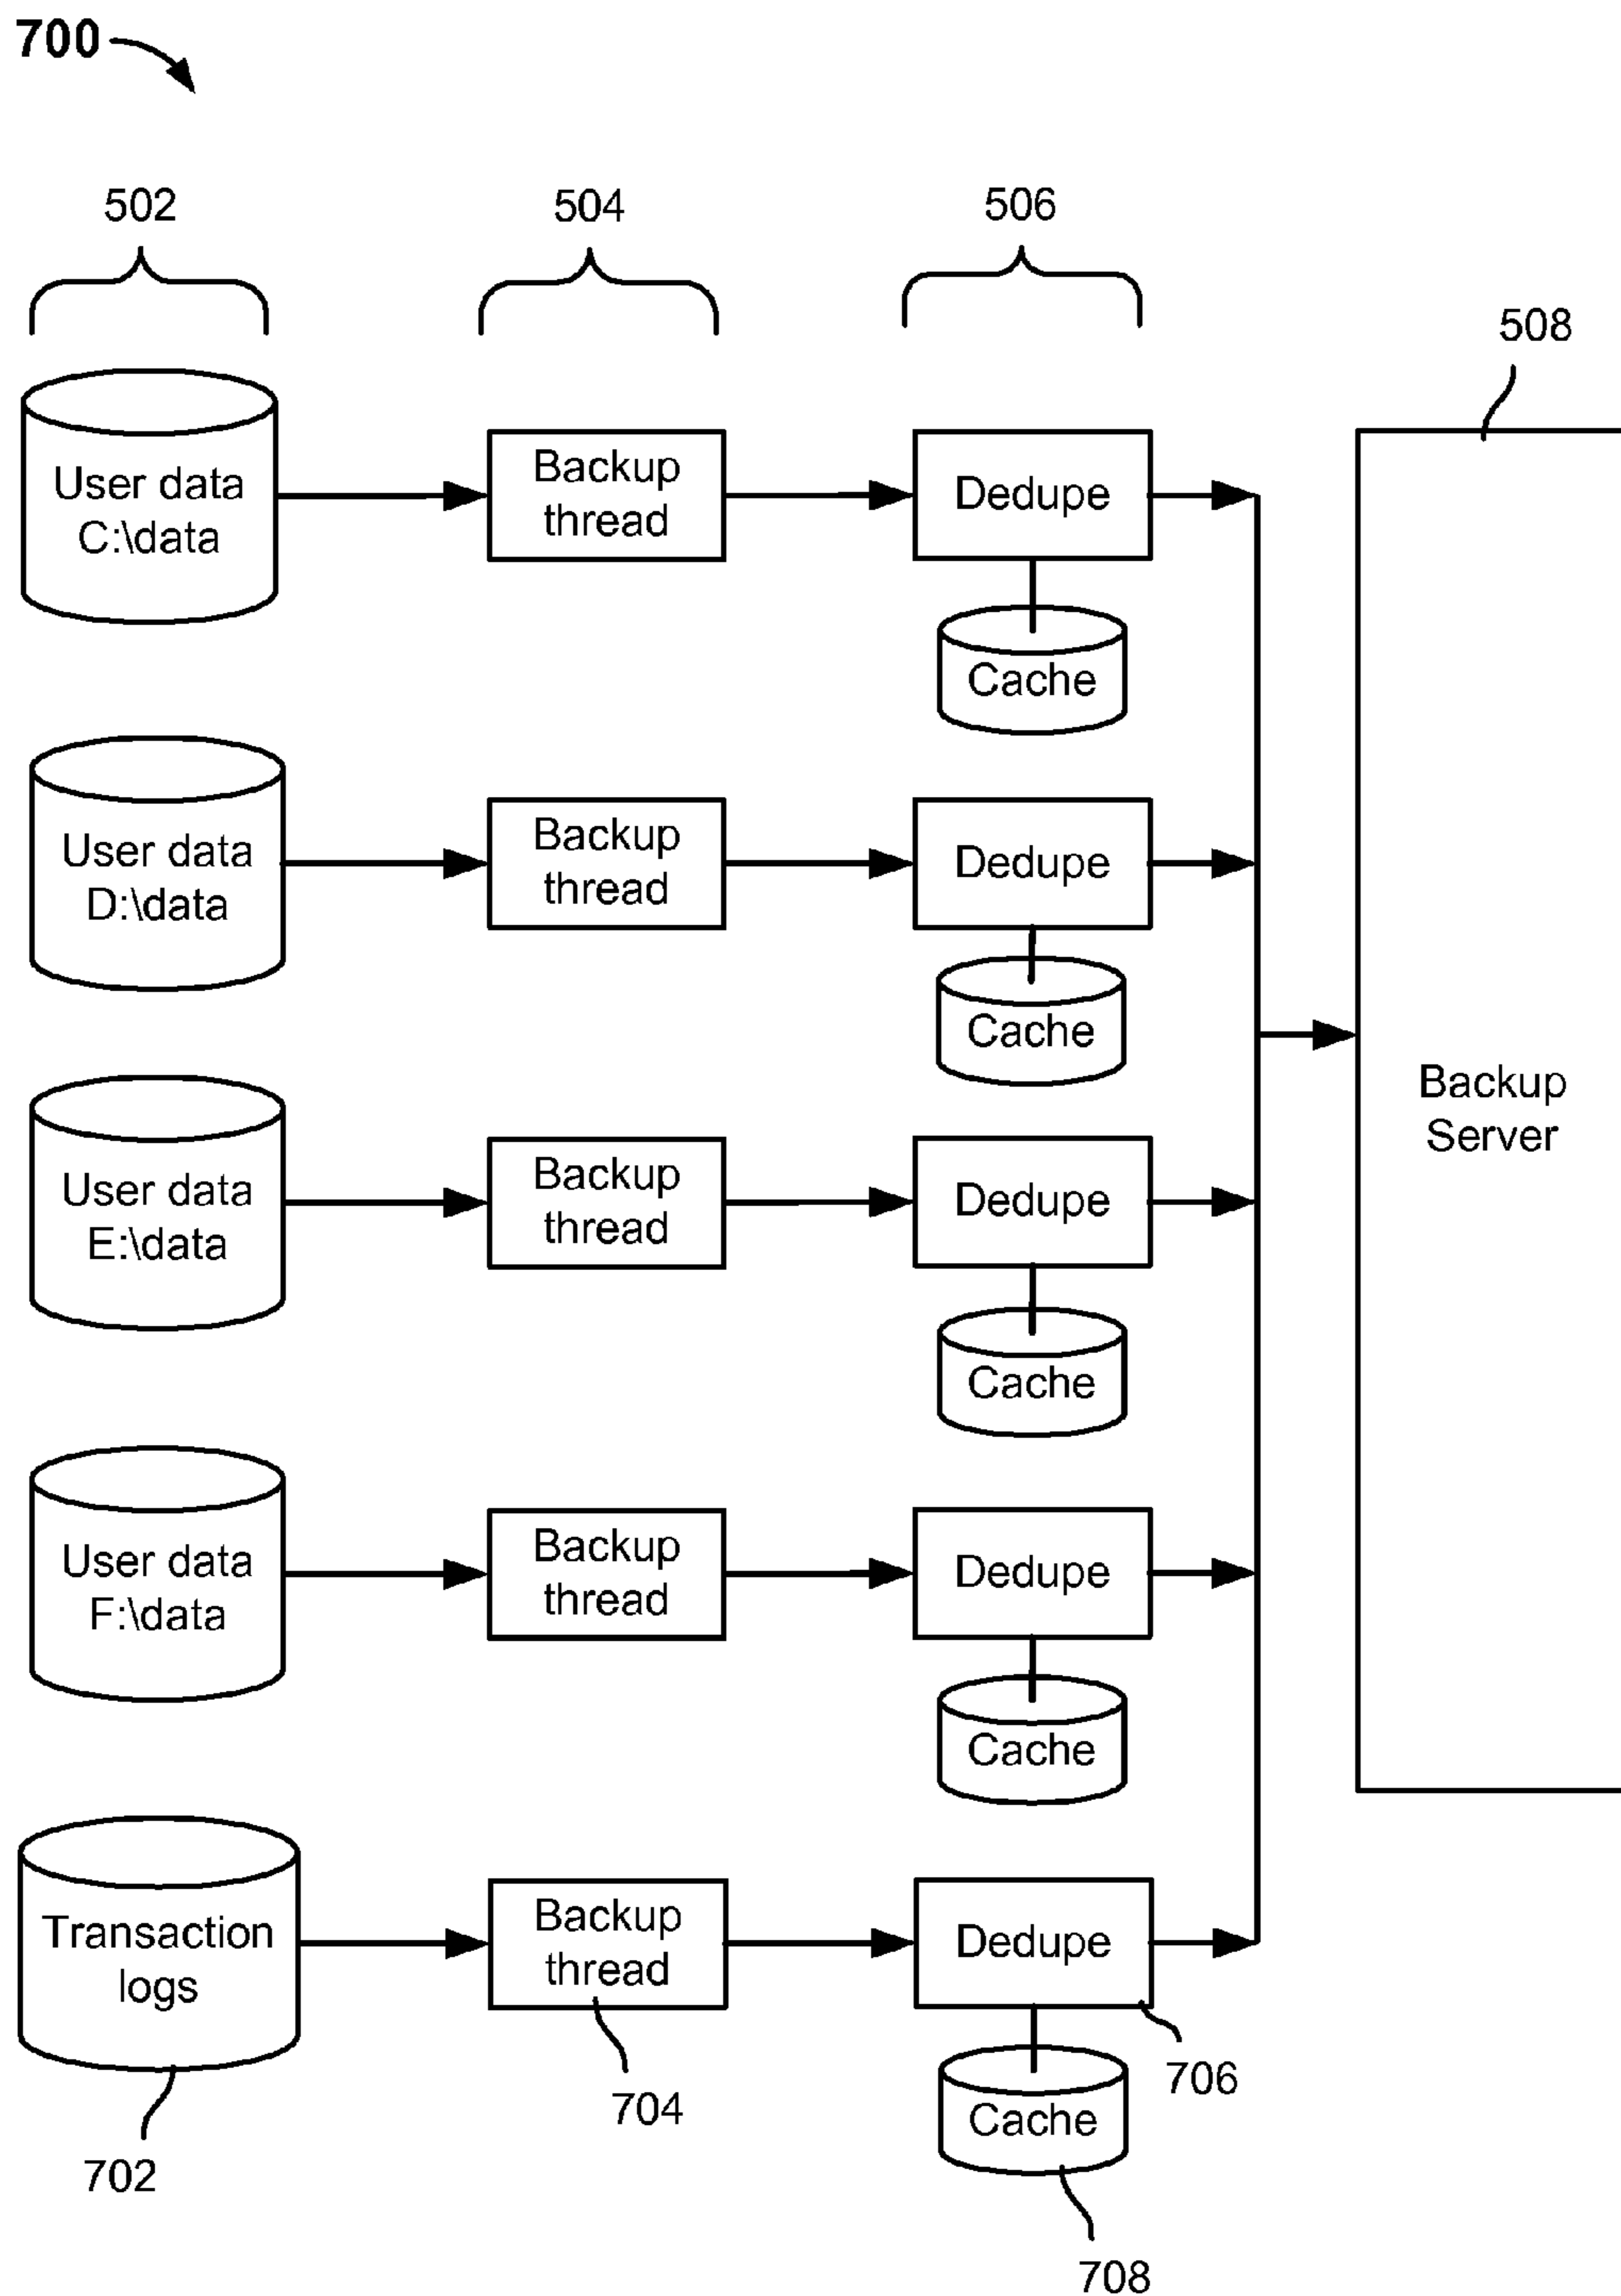 700
502
504
506
508
User data
C:\data
Backup
thread
Dedupe
Cache
User data
D:\data
Backup
thread
Dedupe
Cache
Backup
Server
User data
E:\data
Backup
thread
Dedupe
Cache
User data
F:\data
Backup
thread
Dedupe
Cache
Transaction
logs
Backup
thread
Dedupe
Cache
702
704
706
708